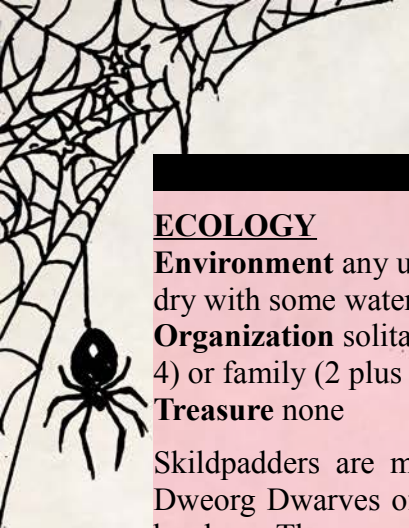 ECOLOGY
Environment any u
dry with some water
Organization solita
4) or family (2 plus
Treasure none
Skildpadders are m
Dweorg Dwarves o